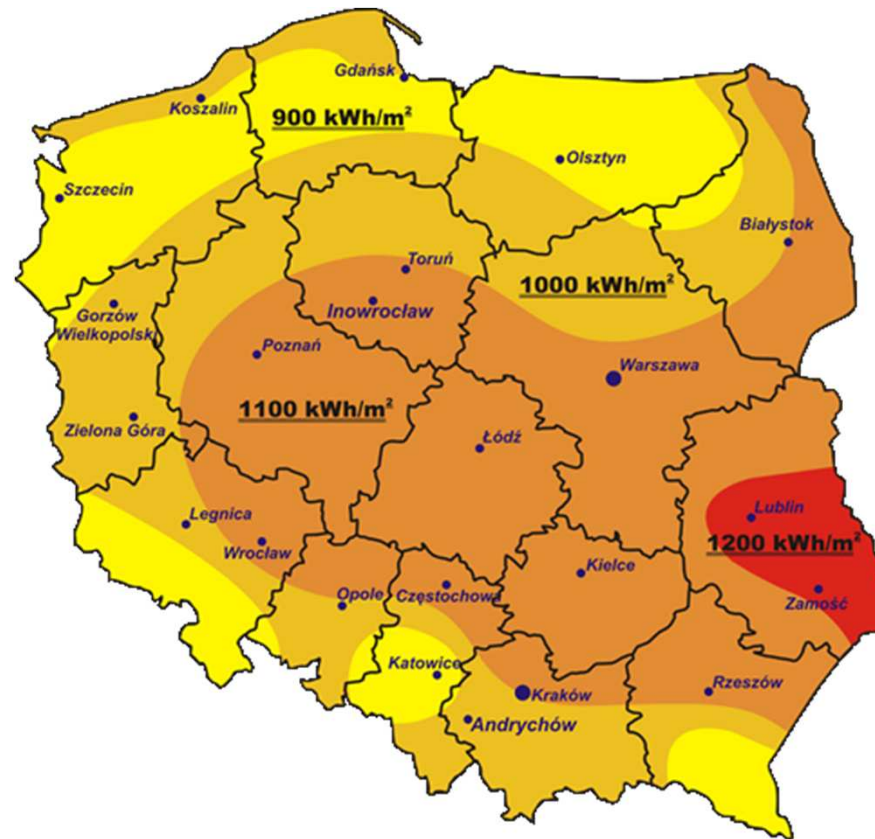 Gdańsk
Koszalin
900 kWh/m²
Olsztyn
Szczecin
Białystok
Toruń
1000 kWh/m²
Inowrocław
Gorzów
Wielkopolski
Poznań
Warszawa
1100 kWh/m²
Zielona Góra
Łódź
Legnica
Lublin
Wrocław
1200 kWh/m²
Kielce
Opole
Częstochowa
Zamość
Katowice
Kraków
Rzeszów
Andrychów